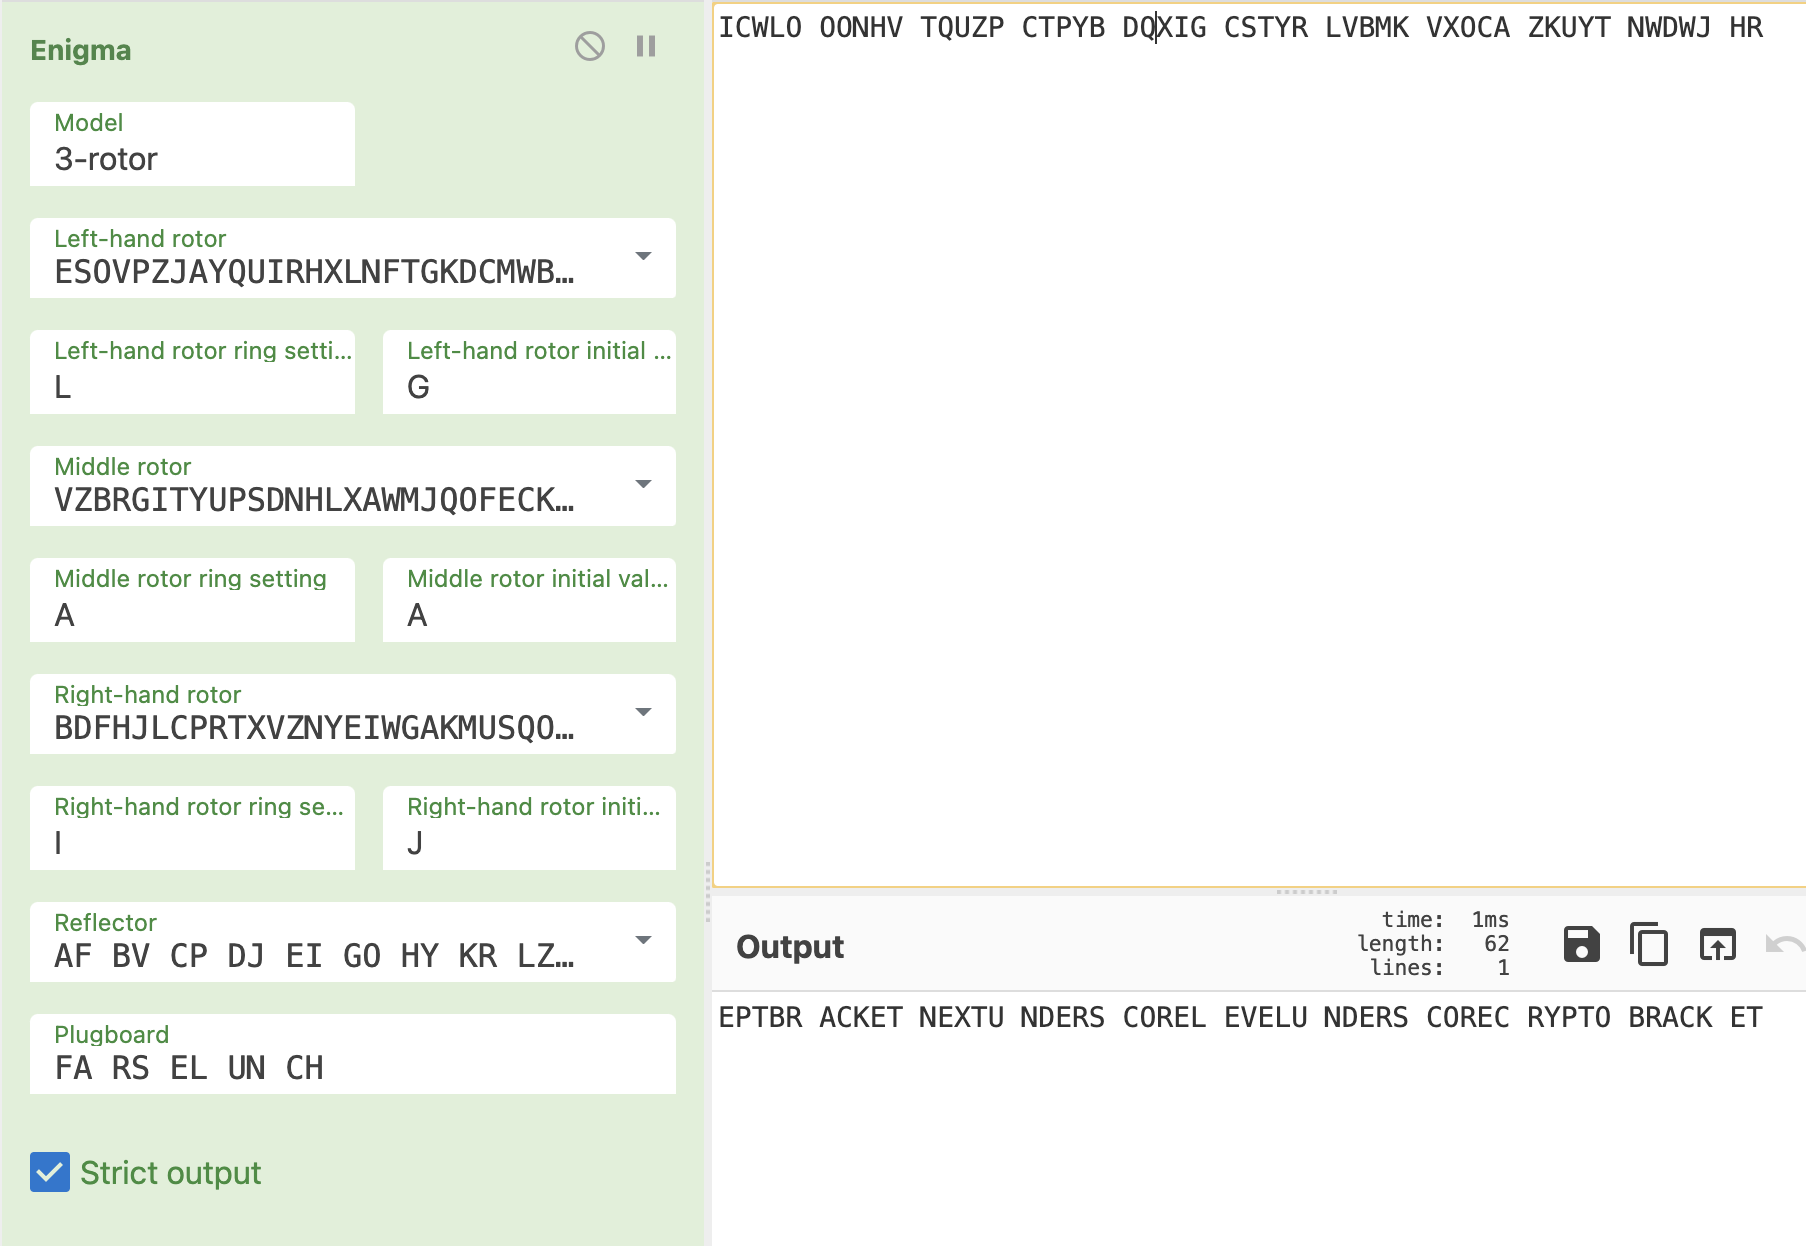 Enigma
Model
3-rotor
Left-hand rotor
ESOVPZJAYQUIRHXLNFTGKDCMWB…
Left-hand rotor ring setti… Left-hand rotor initial …
L G
Middle rotor
VZBRGITYUPSDNHLXAWMJQOFECK…
Middle rotor ring setting Middle rotor initial val…
A A
Right-hand rotor
BDFHJLCPRTXVZNYEIWGAKMUSQO…
Right-hand rotor ring se… Right-hand rotor initi…
I J
Reflector
AF BV CP DJ EI GO HY KR LZ…
Plugboard
FA RS EL UN CH
Strict output
ICWLO OONHV TQUZP CTPYB DQXIG CSTYR LVBMK VXOCA ZKUYT NWDWJ HR
Output
time: 1ms
length: 62
lines: 1
EPTBR ACKET NEXTU NDERS COREL EVELU NDERS COREC RYPTO BRACK ET